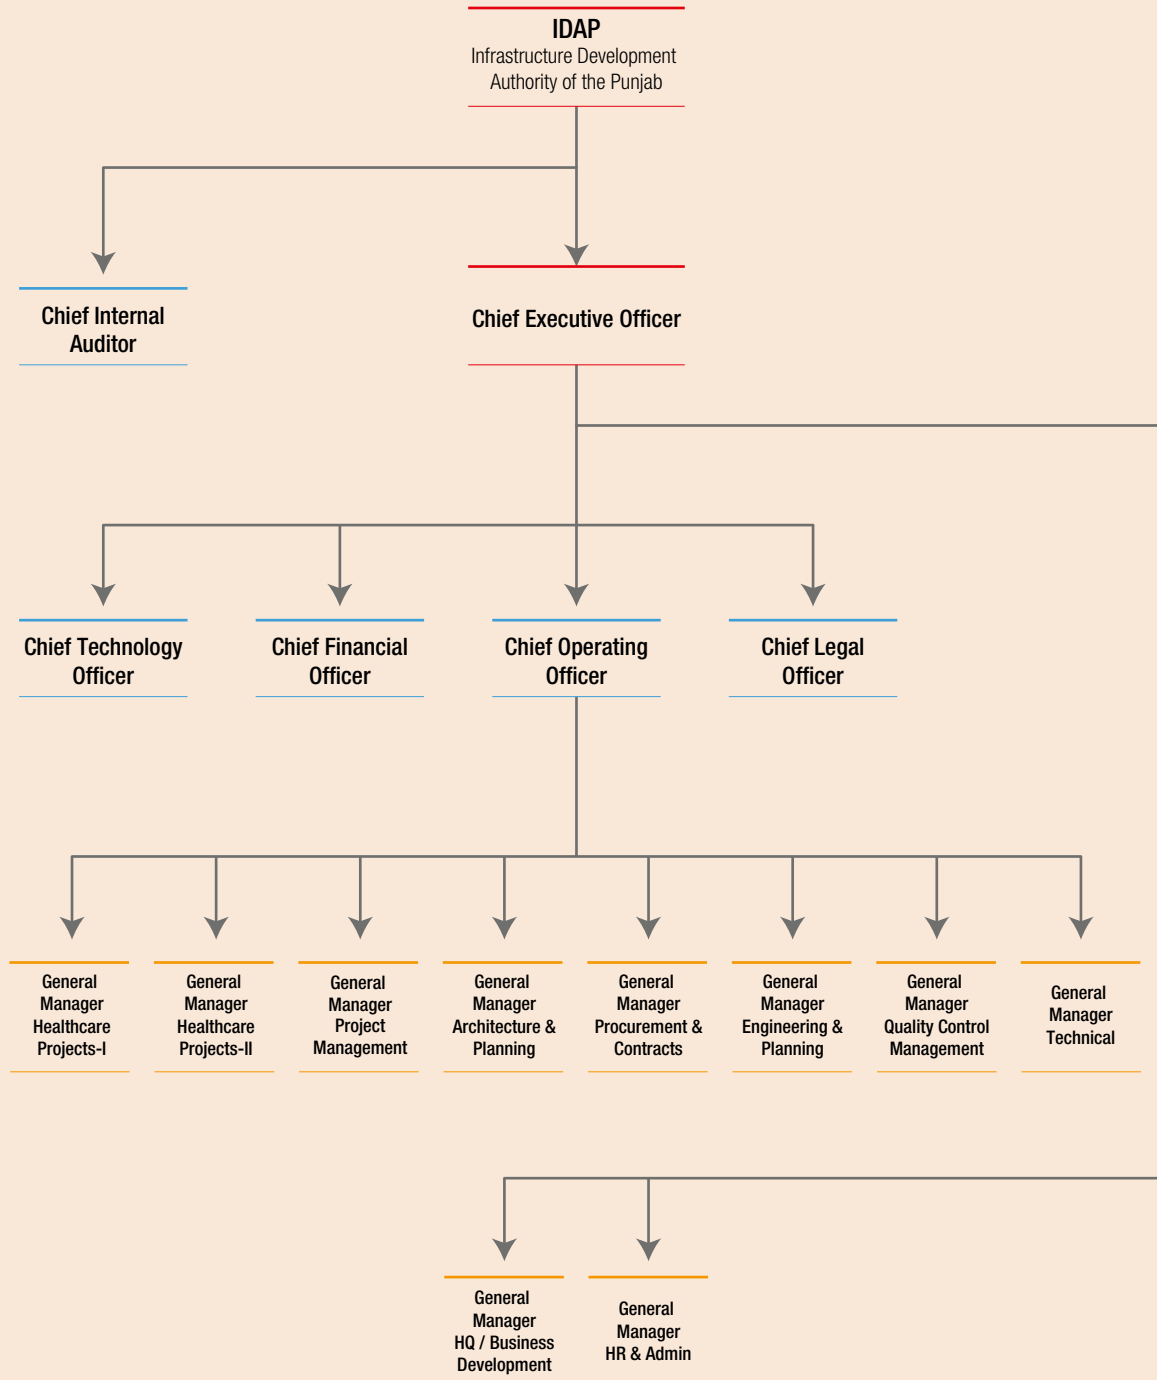 IDAP
Infrastructure Development
Authority of the Punjab
Chief Internal
Auditor
Chief Executive Officer
Chief Technology
Officer
Chief Financial
Officer
Chief Operating
Officer
Chief Legal
Officer
General
Manager
Healthcare
Projects-I
General
Manager
Healthcare
Projects-II
General
Manager
Project
Management
General
Manager
Architecture &
Planning
General
Manager
Procurement &
Contracts
General
Manager
Engineering &
Planning
General
Manager
Quality Control
Management
General
Manager
Technical
General
Manager
HQ / Business
Development
General
Manager
HR & Admin